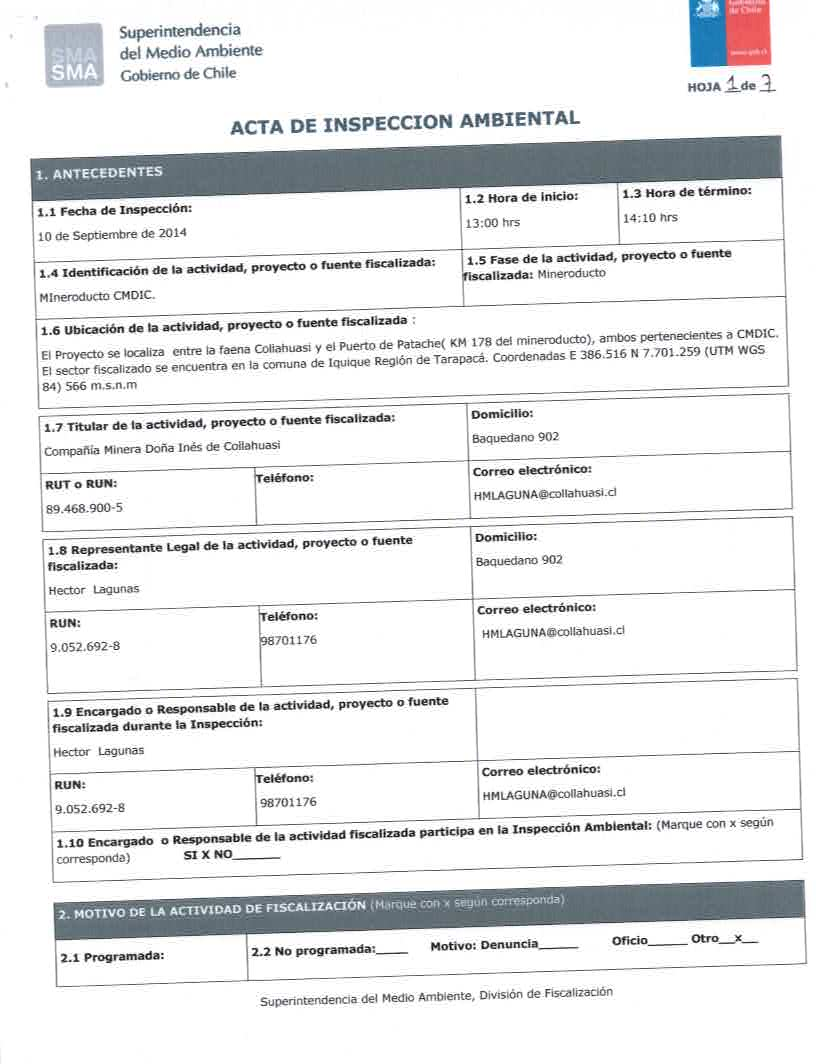 Superintendencia
del Medio Ambiente
Gobierno de Chile
SMA
SMA
Gobierno
de Chile
www.gob.cl
HOJA 1 de 7
ACTA DE INSPECCION AMBIENTAL
1. ANTECEDENTES
1.1 Fecha de Inspección:
10 de Septiembre de 2014
1.2 Hora de inicio:
13:00 hrs
1.3 Hora de término:
14:10 hrs
1.4 Identificación de la actividad, proyecto o fuente fiscalizada:
MIneroducto CMDIC.
1.5 Fase de la actividad, proyecto o fuente
fiscalizada: Mineroducto
1.6 Ubicación de la actividad, proyecto o fuente fiscalizada :
El Proyecto se localiza entre la faena Collahuasi y el Puerto de Patache( KM 178 del mineroducto), ambos pertenecientes a CMDIC.
El sector fiscalizado se encuentra en la comuna de Iquique Región de Tarapacá. Coordenadas E 386.516 N 7.701.259 (UTM WGS
84) 566 m.s.n.m
1.7 Titular de la actividad, proyecto o fuente fiscalizada:
Compañía Minera Doña Inés de Collahuasi
Domicilio:
Baquedano 902
RUT o RUN:
89.468.900-5
Teléfono:
Correo electrónico:
HMLAGUNA@collahuasi.cl
1.8 Representante Legal de la actividad, proyecto o fuente
fiscalizada:
Hector Lagunas
Domicilio:
Baquedano 902
RUN:
9.052.692-8
Teléfono:
98701176
Correo electrónico:
HMLAGUNA@collahuasi.cl
1.9 Encargado o Responsable de la actividad, proyecto o fuente
fiscalizada durante la Inspección:
Hector Lagunas
RUN:
9.052.692-8
Teléfono:
98701176
Correo electrónico:
HMLAGUNA@collahuasi.cl
1.10 Encargado o Responsable de la actividad fiscalizada participa en la Inspección Ambiental: (Marque con x según
corresponda) SI X NO______
2. MOTIVO DE LA ACTIVIDAD DE FISCALIZACIÓN (Marque con x según corresponda)
2.1 Programada:
2.2 No programada:_____ Motivo: Denuncia______ Oficio______ Otro__x__
Superintendencia del Medio Ambiente, División de Fiscalización